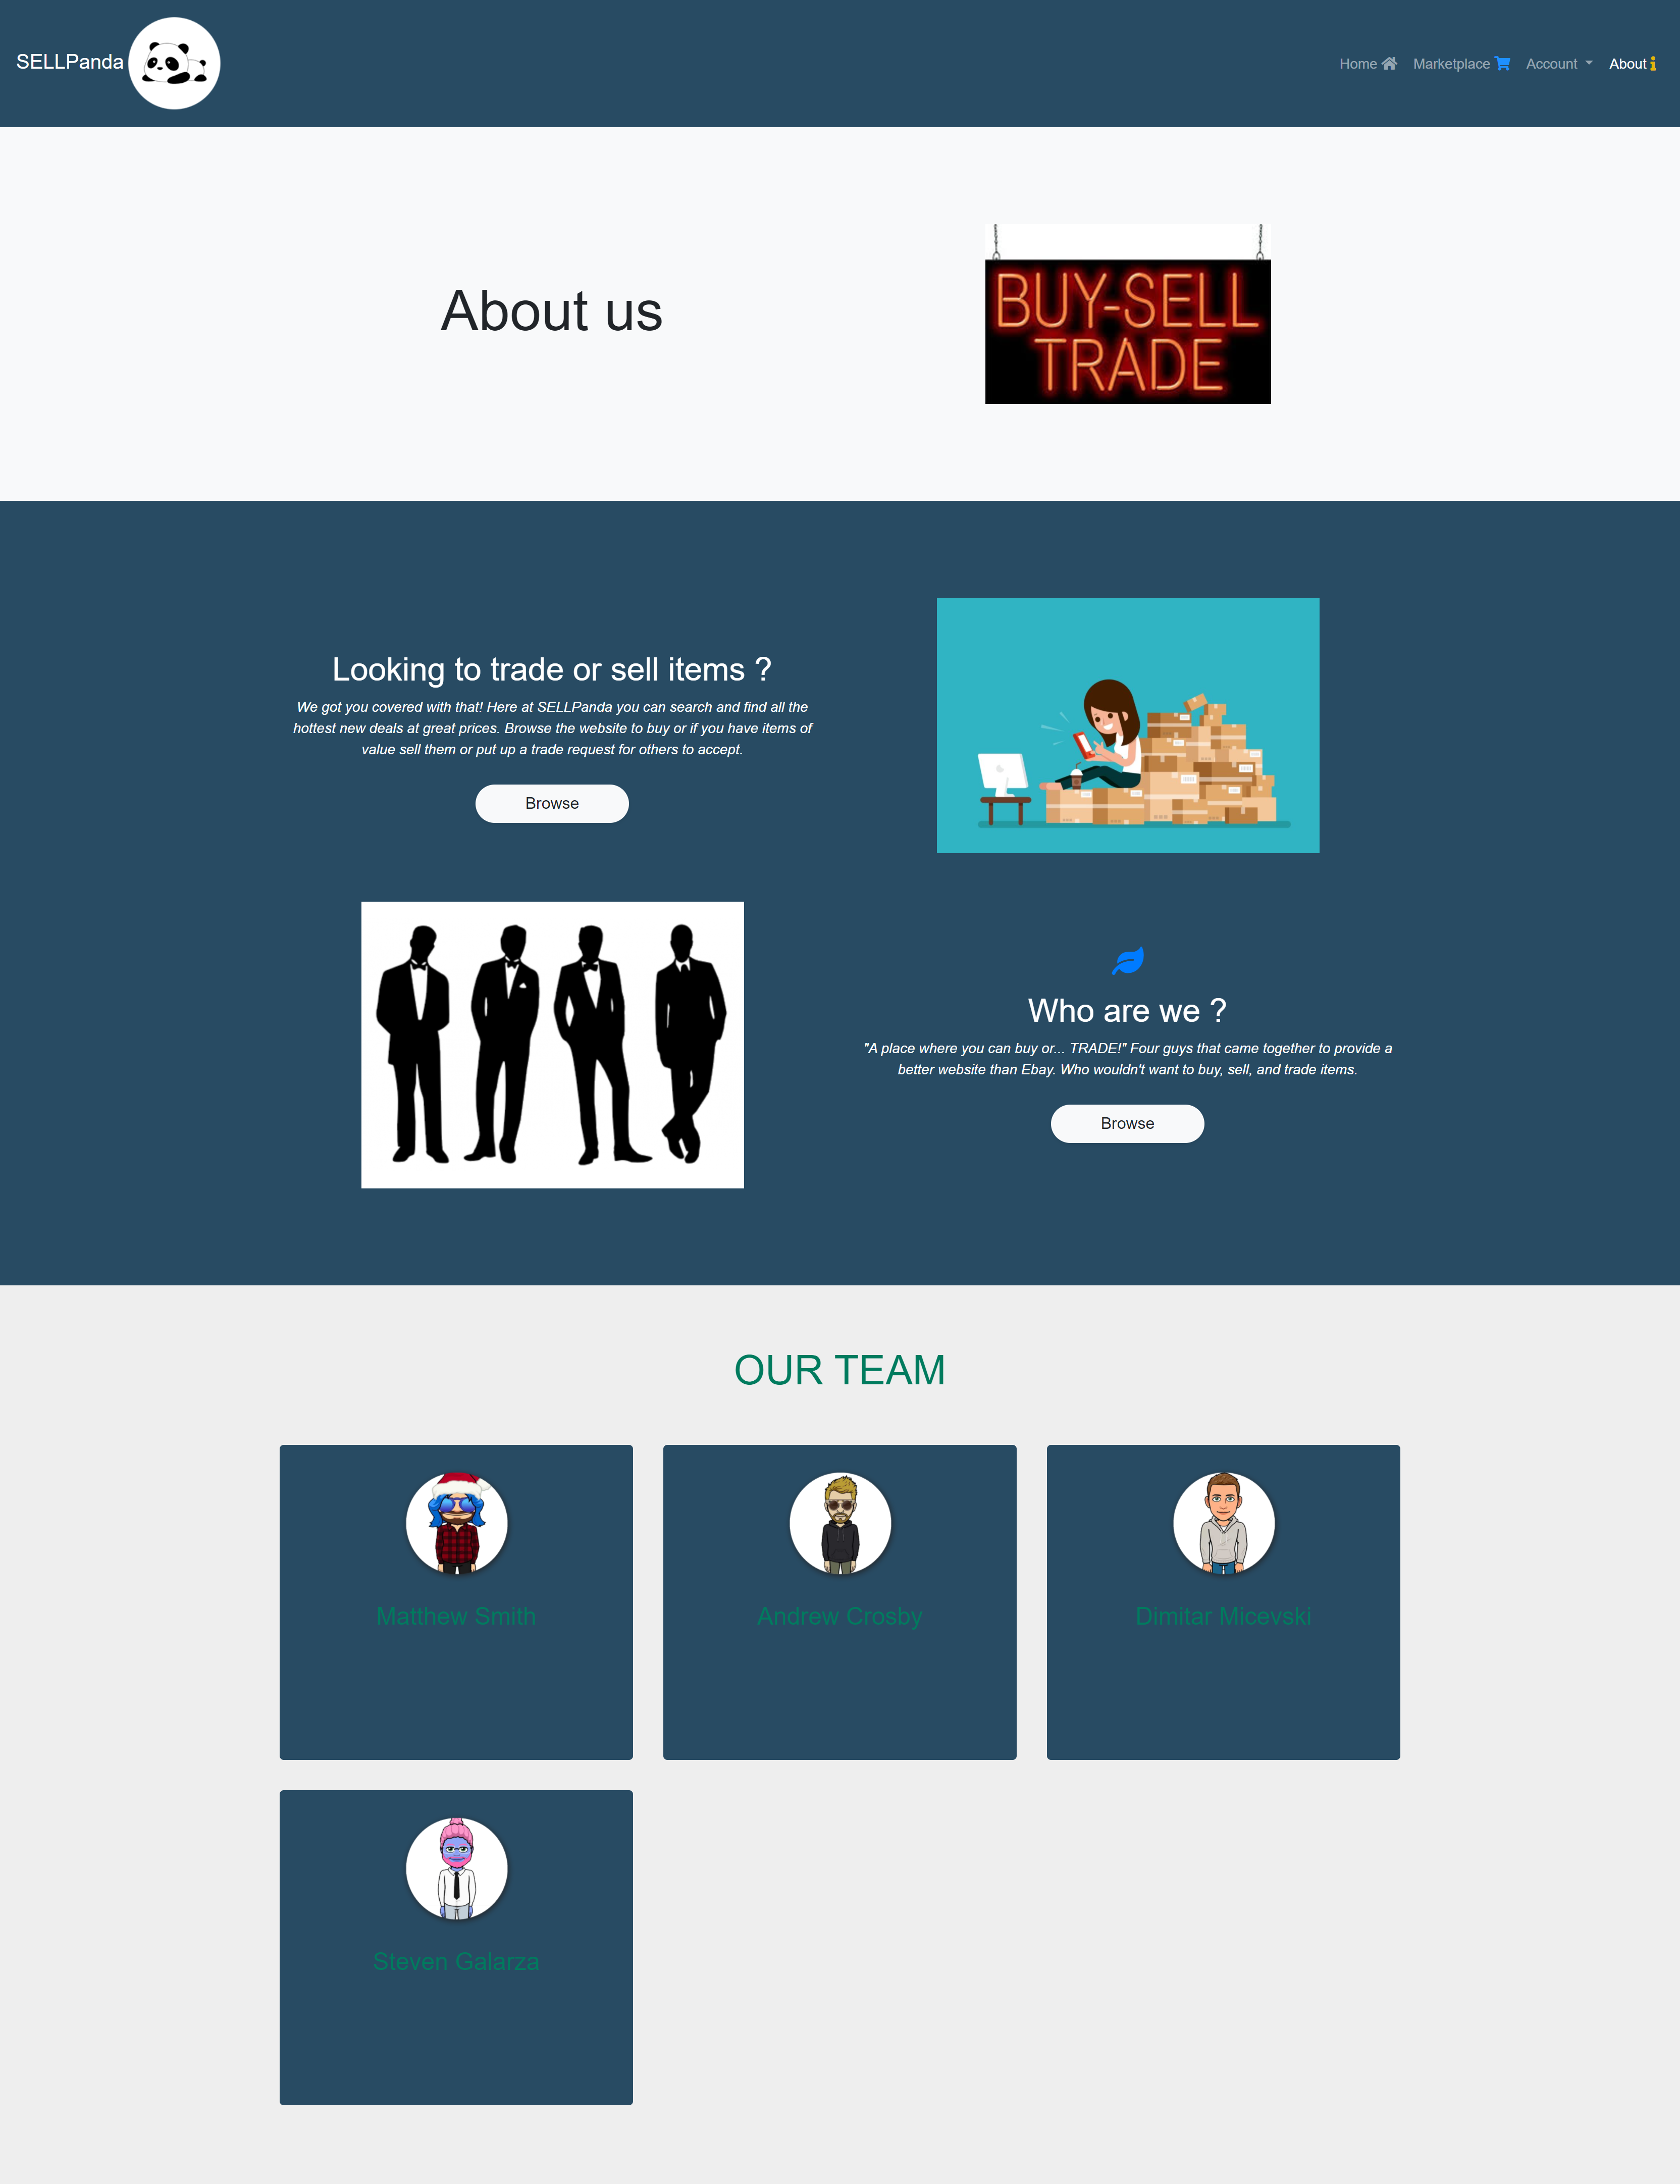 SELLPanda
Home
Marketplace
Account
About
About us
BUY-SELL
TRADE
Looking to trade or sell items ?
We got you covered with that! Here at SELLPanda you can search and find all the
hottest new deals at great prices. Browse the website to buy or if you have items of
value sell them or put up a trade request for others to accept.
Browse
Who are we ?
"A place where you can buy or... TRADE!" Four guys that came together to provide a
better website than Ebay. Who wouldn't want to buy, sell, and trade items.
Browse
OUR TEAM
Matthew Smith
Andrew Crosby
Dimitar Micevski
Steven Galarza